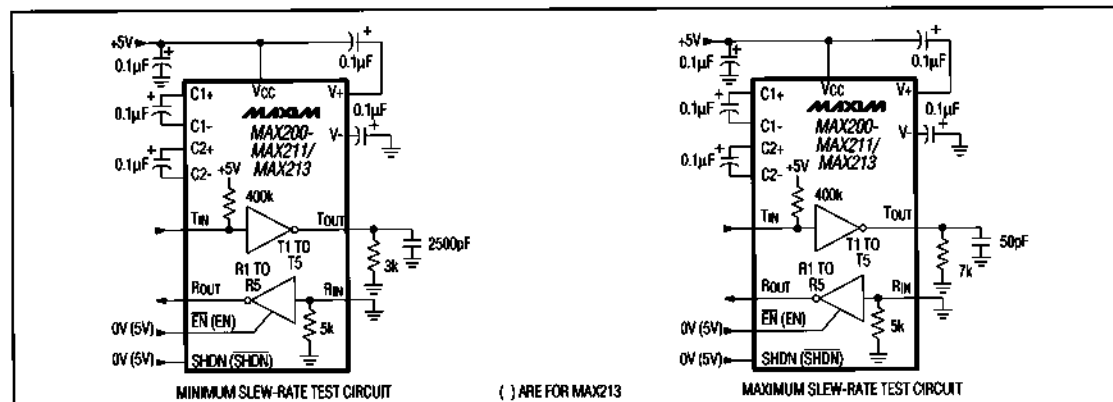 +5V
0.1µF
0.1µF
VCC
V+
C1+
0.1µF
C1-
C2+
0.1µF
C2-
MAXIM
MAX200-
MAX211/
MAX213
0.1µF
V-
+5V
400k
TIN
TOUT
T1 TO
T5
2500pF
3k
R1 TO
R5
ROUT
RIN
5k
0V (5V)
EN (EN)
0V (5V)
SHDN (SHDN)
MINIMUM SLEW-RATE TEST CIRCUIT
( ) ARE FOR MAX213
+5V
0.1µF
0.1µF
VCC
V+
C1+
0.1µF
C1-
C2+
0.1µF
C2-
MAXIM
MAX200-
MAX211/
MAX213
0.1µF
V-
+5V
400k
TIN
TOUT
T1 TO
T5
50pF
7k
R1 TO
R5
ROUT
RIN
5k
0V (5V)
EN (EN)
0V (5V)
SHDN (SHDN)
MAXIMUM SLEW-RATE TEST CIRCUIT